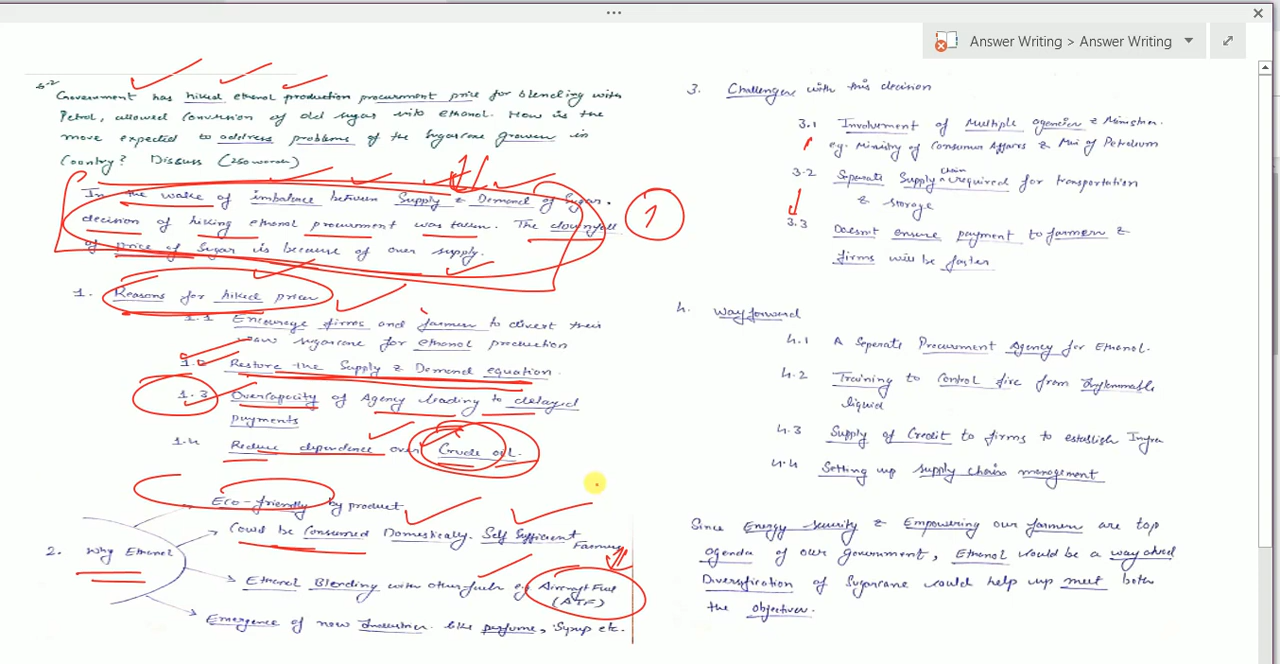 ...
Answer Writing > Answer Writing
Government has hiked ethanol production procurement price for blending with
Petrol, allowed conversion of old sugar into ethanol. How is the
move expected to address problems of the sugarcane growers in
Country? Discuss (250 words)
In the wake of imbalance between Supply & Demand of Sugar.
decision of hiking ethanol procurement was taken. The downfall
of price of Sugar is because of over supply.
1
1. Reasons for hiked prices
1.1 Encourage firms and farmers to divert their
raw sugarcane for ethanol production
1.2 Restore the Supply & Demand equation.
1.3 Overcapacity of Agency leading to delayed
payments
1.4 Reduce dependence over Crude oil.
2. Why Ethanol
Eco-friendly by product
Could be Consumed Domestically. Self Sufficient
Farmers
Ethanol Blending with other fuels eg Aircraft Fuel
(ATF)
Emergence of new Industries like perfume, Syrup etc.
3. Challenges with this decision
3.1 Involvement of Multiple agencies & Ministries.
eg. Ministry of Consumer Affairs & Min of Petroleum
3.2 Seperate Supply chain required for transportation
& storage
3.3 Doesn't ensure payment to farmers &
firms will be faster
4. Way forward
4.1 A Seperate Procurement Agency for Ethanol.
4.2 Training to Control fire from
liquid
4.3 Supply of Credit to firms to establish Infra
4.4 Setting up supply chain management
Since Energy security & Empowering our farmers are top
agenda of our government, Ethanol would be a way ahead
Diversification of Sugarcane would help up meet both
the objectives.